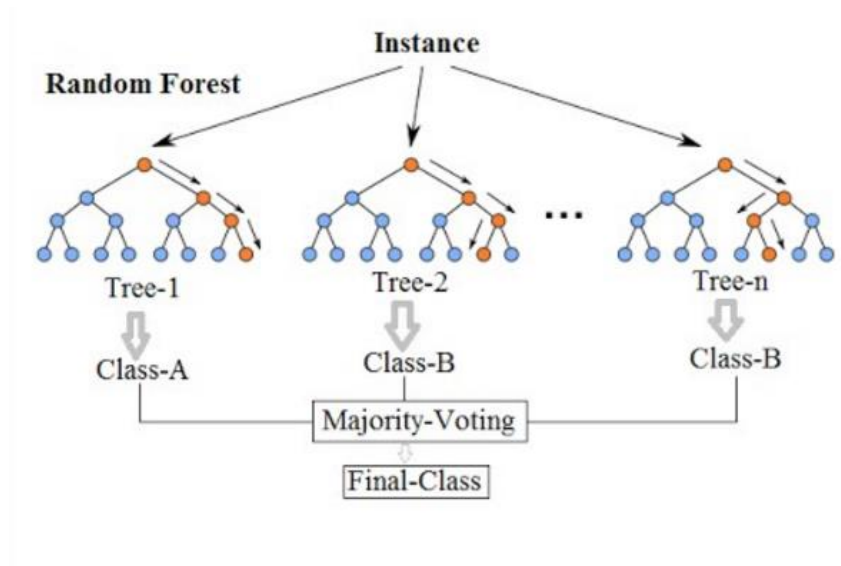 Instance
Random Forest
...
Tree-1
Tree-2
Tree-n
Class-A
Class-B
Class-B
Majority-Voting
Final-Class